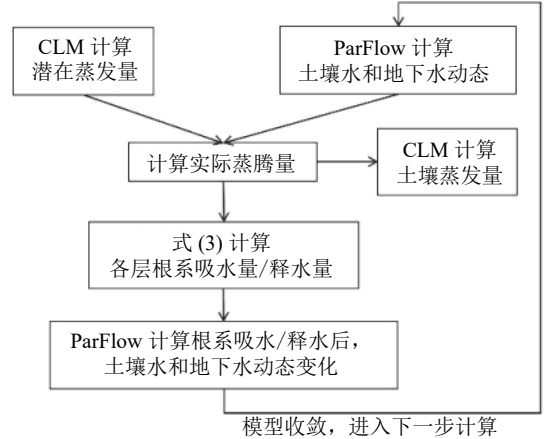 CLM 计算
潜在蒸发量
ParFlow 计算
土壤水和地下水动态
计算实际蒸腾量
CLM 计算
土壤蒸发量
式 (3) 计算
各层根系吸水量/释水量
ParFlow 计算根系吸水/释水后，
土壤水和地下水动态变化
模型收敛，进入下一步计算